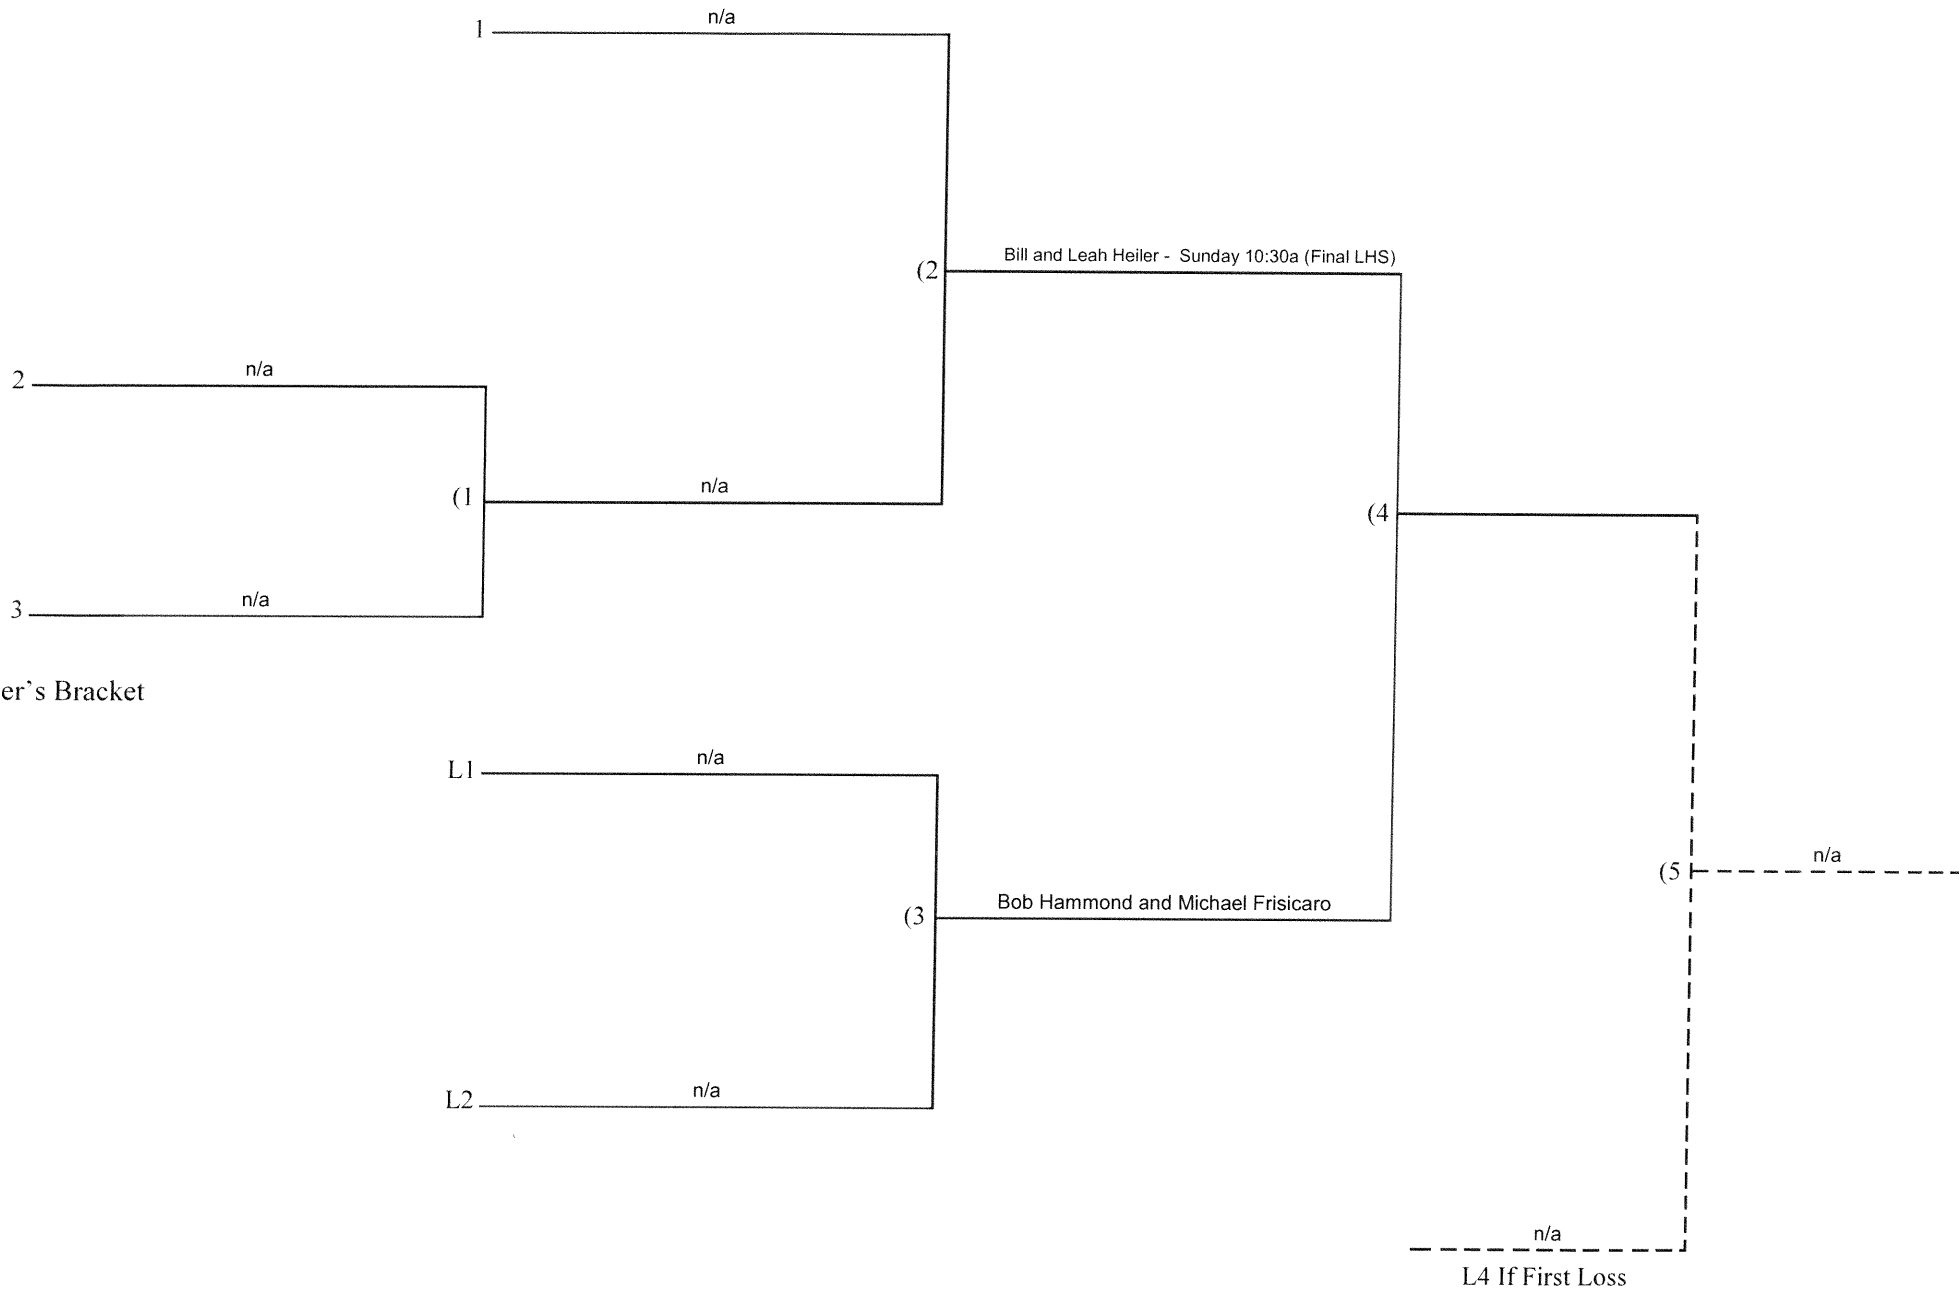 n/a
1
Bill and Leah Heiler - Sunday 10:30a (Final LHS)
(2
n/a
2
n/a
(1
(4
n/a
3
er's Bracket
n/a
L1
n/a
(5
Bob Hammond and Michael Frisicaro
(3
n/a
L2
n/a
L4 If First Loss